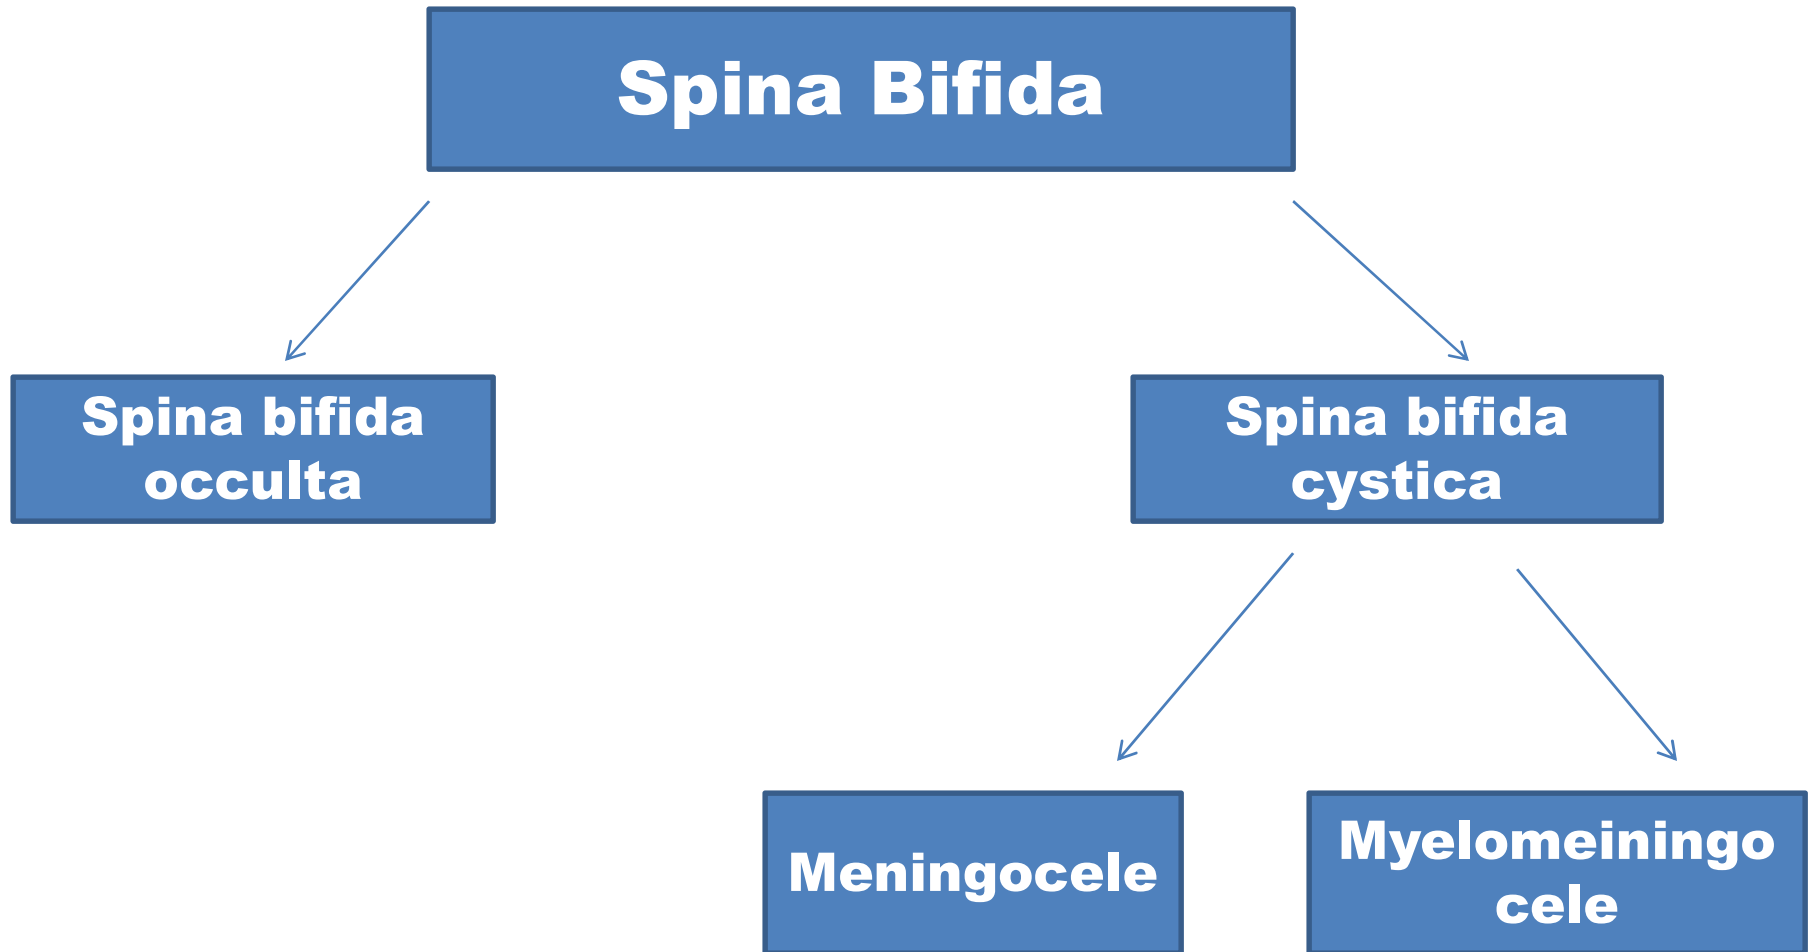 Spina Bifida
Spina bifida
occulta
Spina bifida
cystica
Meningocele
Myelomeiningo
cele